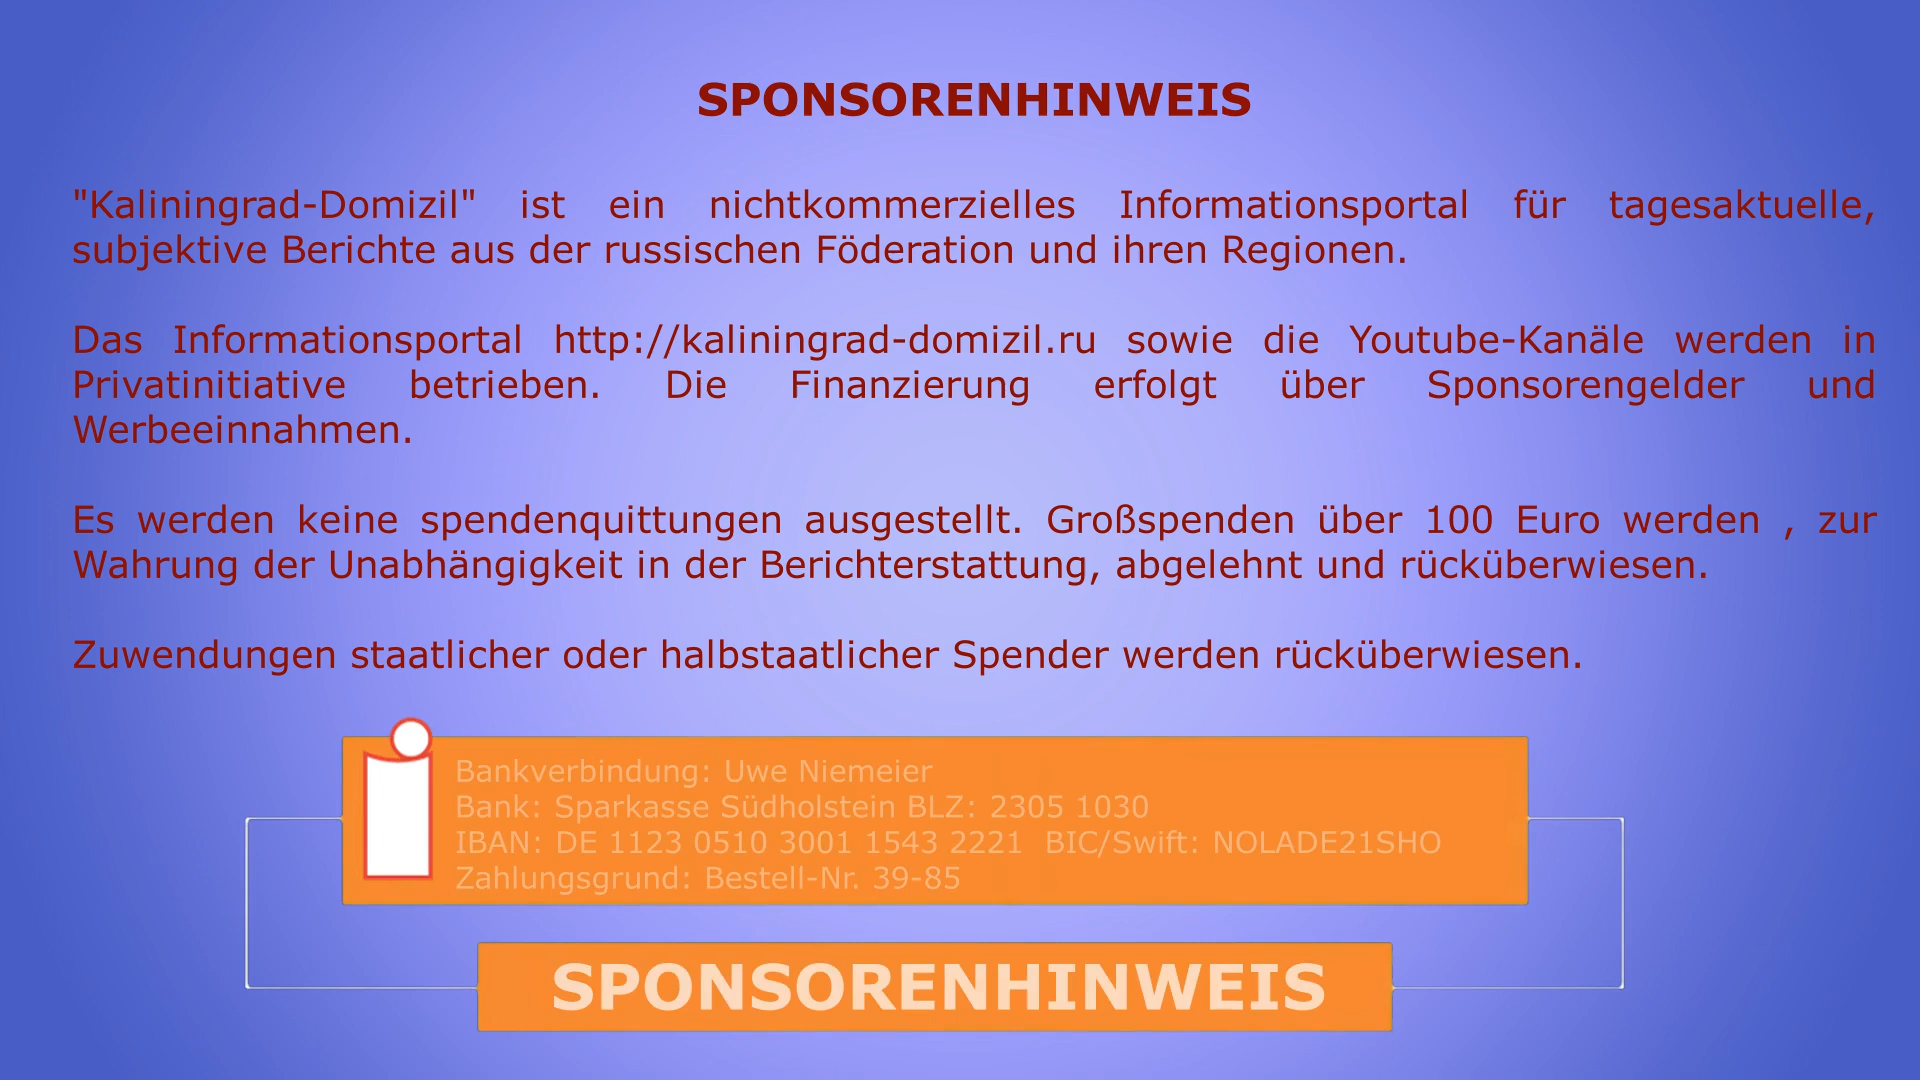 SPONSORENHINWEIS
"Kaliningrad-Domizil" ist ein nichtkommerzielles Informationsportal für tagesaktuelle,
subjektive Berichte aus der russischen Föderation und ihren Regionen.
Das Informationsportal http://kaliningrad-domizil.ru sowie die Youtube-Kanäle werden in
Privatinitiative betrieben. Die Finanzierung erfolgt über Sponsorengelder und
Werbeeinnahmen.
Es werden keine spendenquittungen ausgestellt. Großspenden über 100 Euro werden , zur
Wahrung der Unabhängigkeit in der Berichterstattung, abgelehnt und rücküberwiesen.
Zuwendungen staatlicher oder halbstaatlicher Spender werden rücküberwiesen.
Bankverbindung: Uwe Niemeier
Bank: Sparkasse Südholstein BLZ: 2305 1030
IBAN: DE 1123 0510 3001 1543 2221 BIC/Swift: NOLADE21SHO
Zahlungsgrund: Bestell-Nr. 39-85
SPONSORENHINWEIS